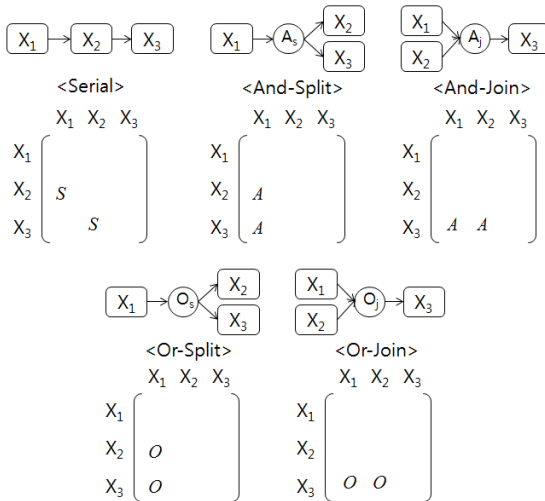 X1 X2 X3
<Serial>
X1 X2 X3
X1
X2 S
X3 S
X1 As X2 X3
<And-Split>
X1 X2 X3
X1
X2 A
X3 A
X1 X2 Aj X3
<And-Join>
X1 X2 X3
X1
X2
X3 A A
X1 Os X2 X3
<Or-Split>
X1 X2 X3
X1
X2 O
X3 O
X1 X2 Oj X3
<Or-Join>
X1 X2 X3
X1
X2
X3 O O